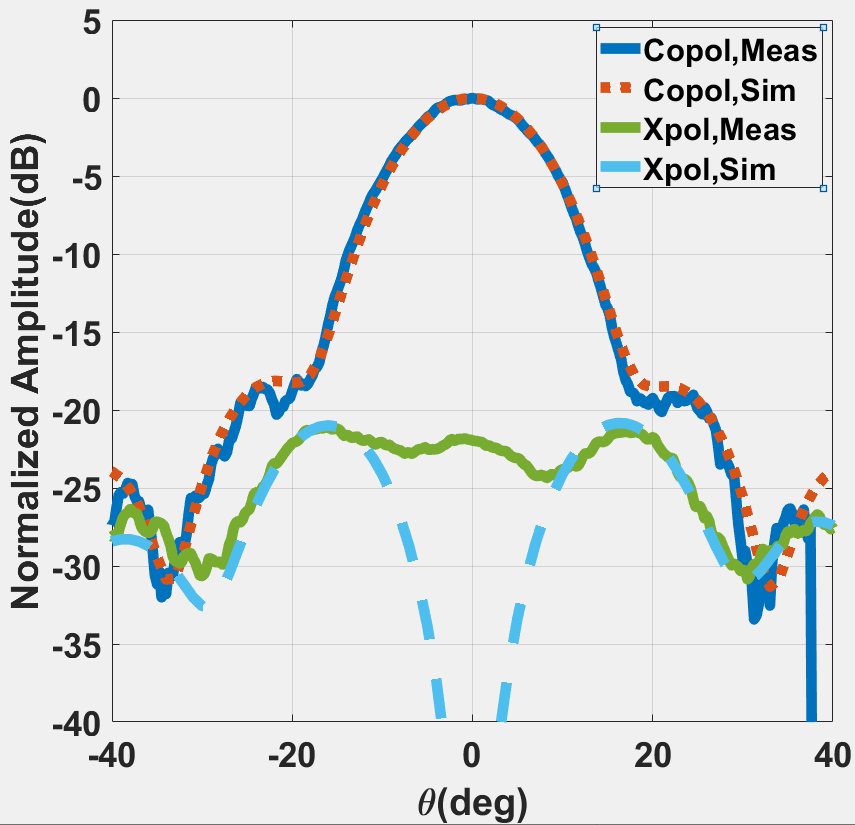 5
0
-5
-10
-15
-20
-25
-30
-35
-40
-40
-20
0
20
40
Normalized Amplitude(dB)
θ(deg)
Copol,Meas
Copol,Sim
Xpol,Meas
Xpol,Sim